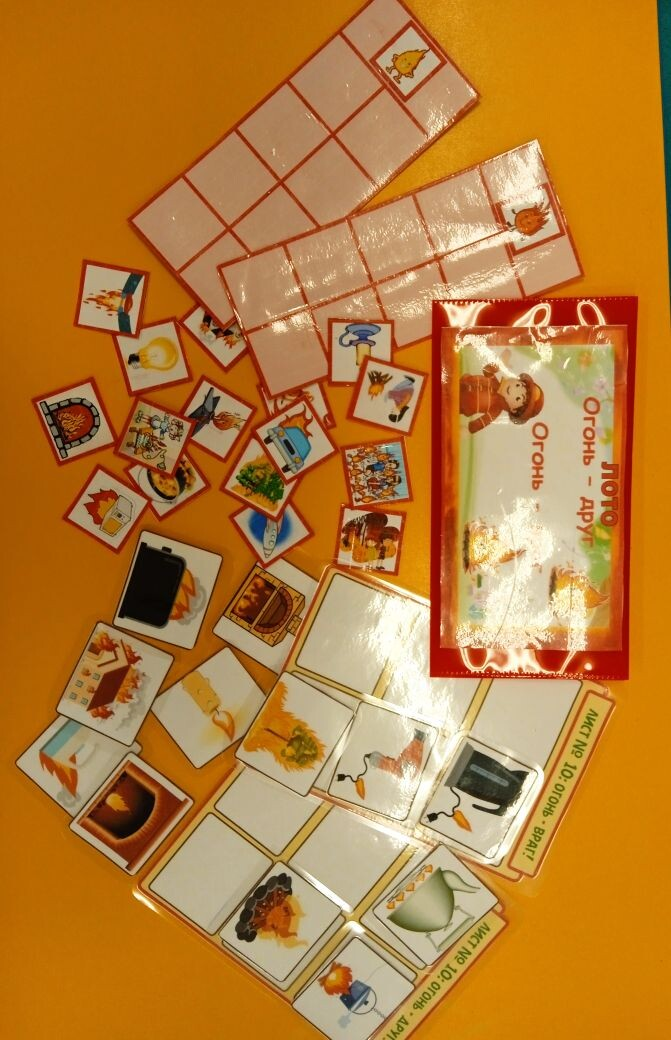 ЛОТО
Огонь – друг
Огонь –
ЛИСТ № 10: ОГОНЬ - ВРАГ!
ЛИСТ № 10: ОГОНЬ - ДРУГ